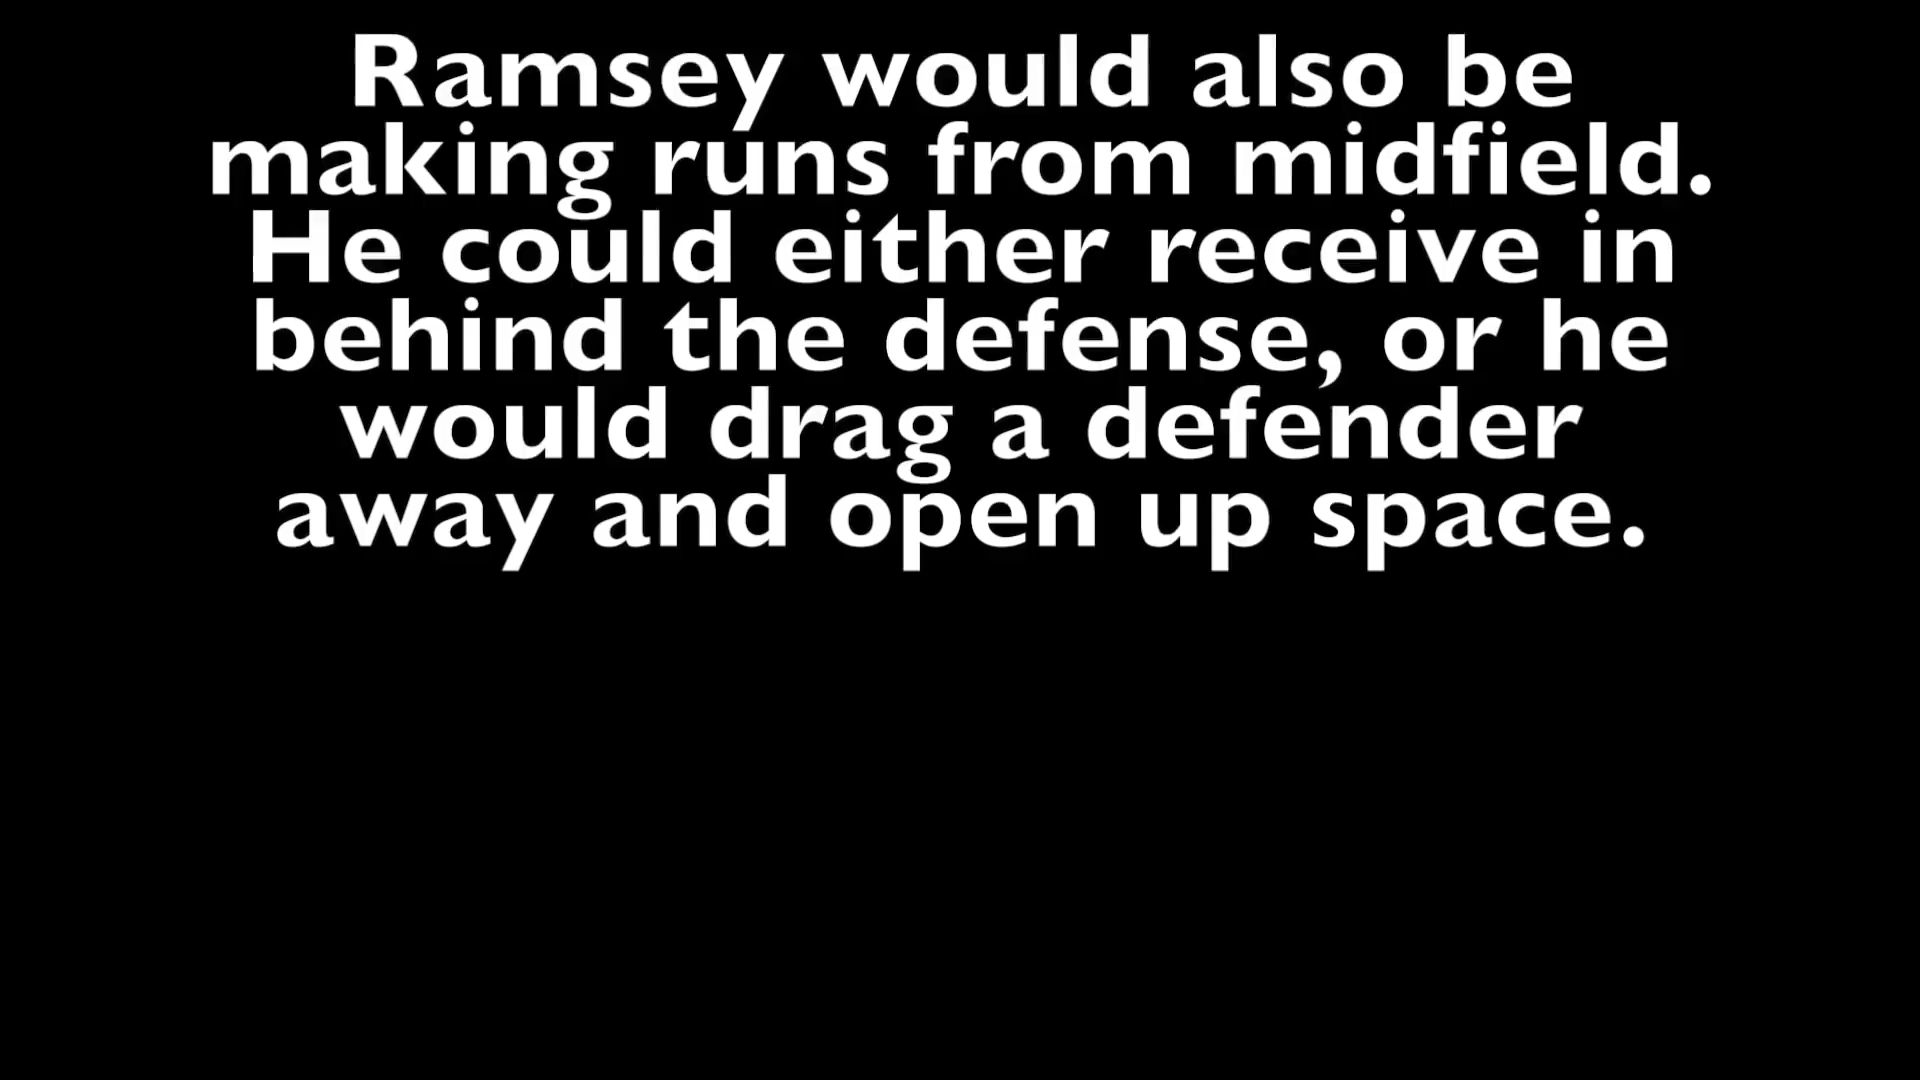 Ramsey would also be
making runs from midfield.
He could either receive in
behind the defense, or he
would drag a defender
away and open up space.